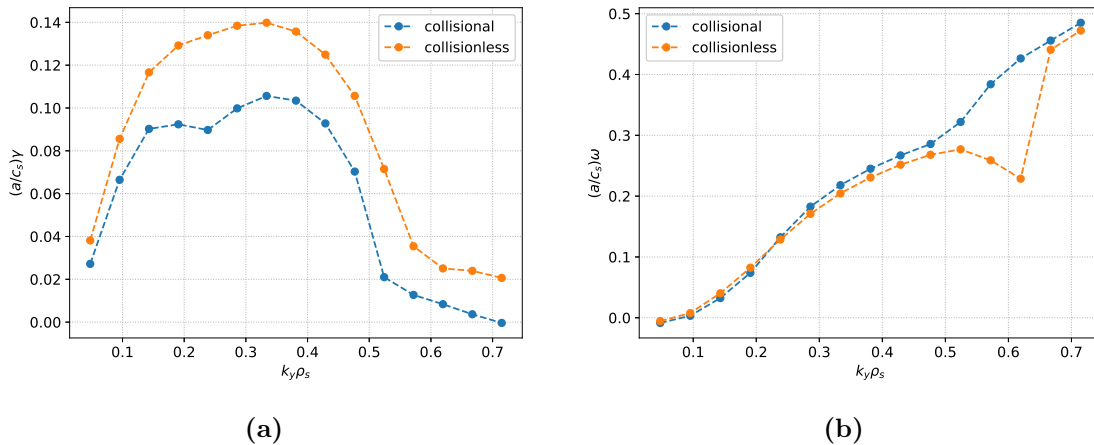 0.14
0.12
0.10
0.08
0.06
0.04
0.02
0.00
(a/c_s)γ
collisional
collisionless
0.1 0.2 0.3 0.4 0.5 0.6 0.7
k_yρ_s
(a)
0.5
0.4
0.3
0.2
0.1
0.0
(a/c_s)ω
collisional
collisionless
0.1 0.2 0.3 0.4 0.5 0.6 0.7
k_yρ_s
(b)